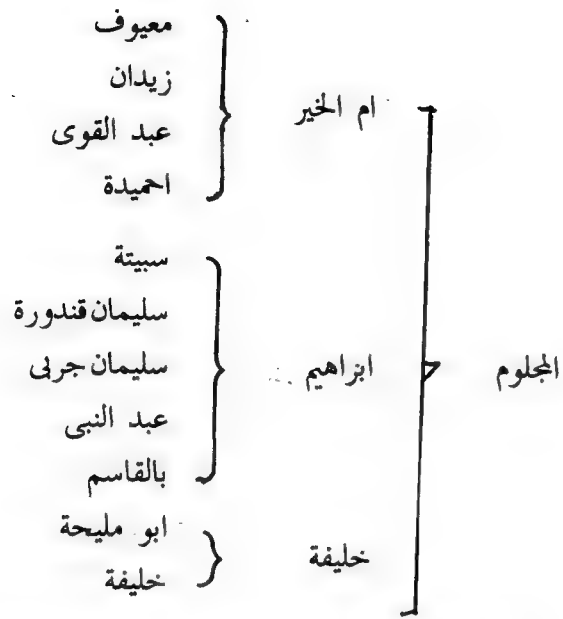 المجلوم
ام الخير
معيوف
زيدان
عبد القوى
احميدة
ابراهيم
سبيتة
سليمان قندورة
سليمان جربى
عبد النبى
بالقاسم
خليفة
ابو مليحة
خليفة